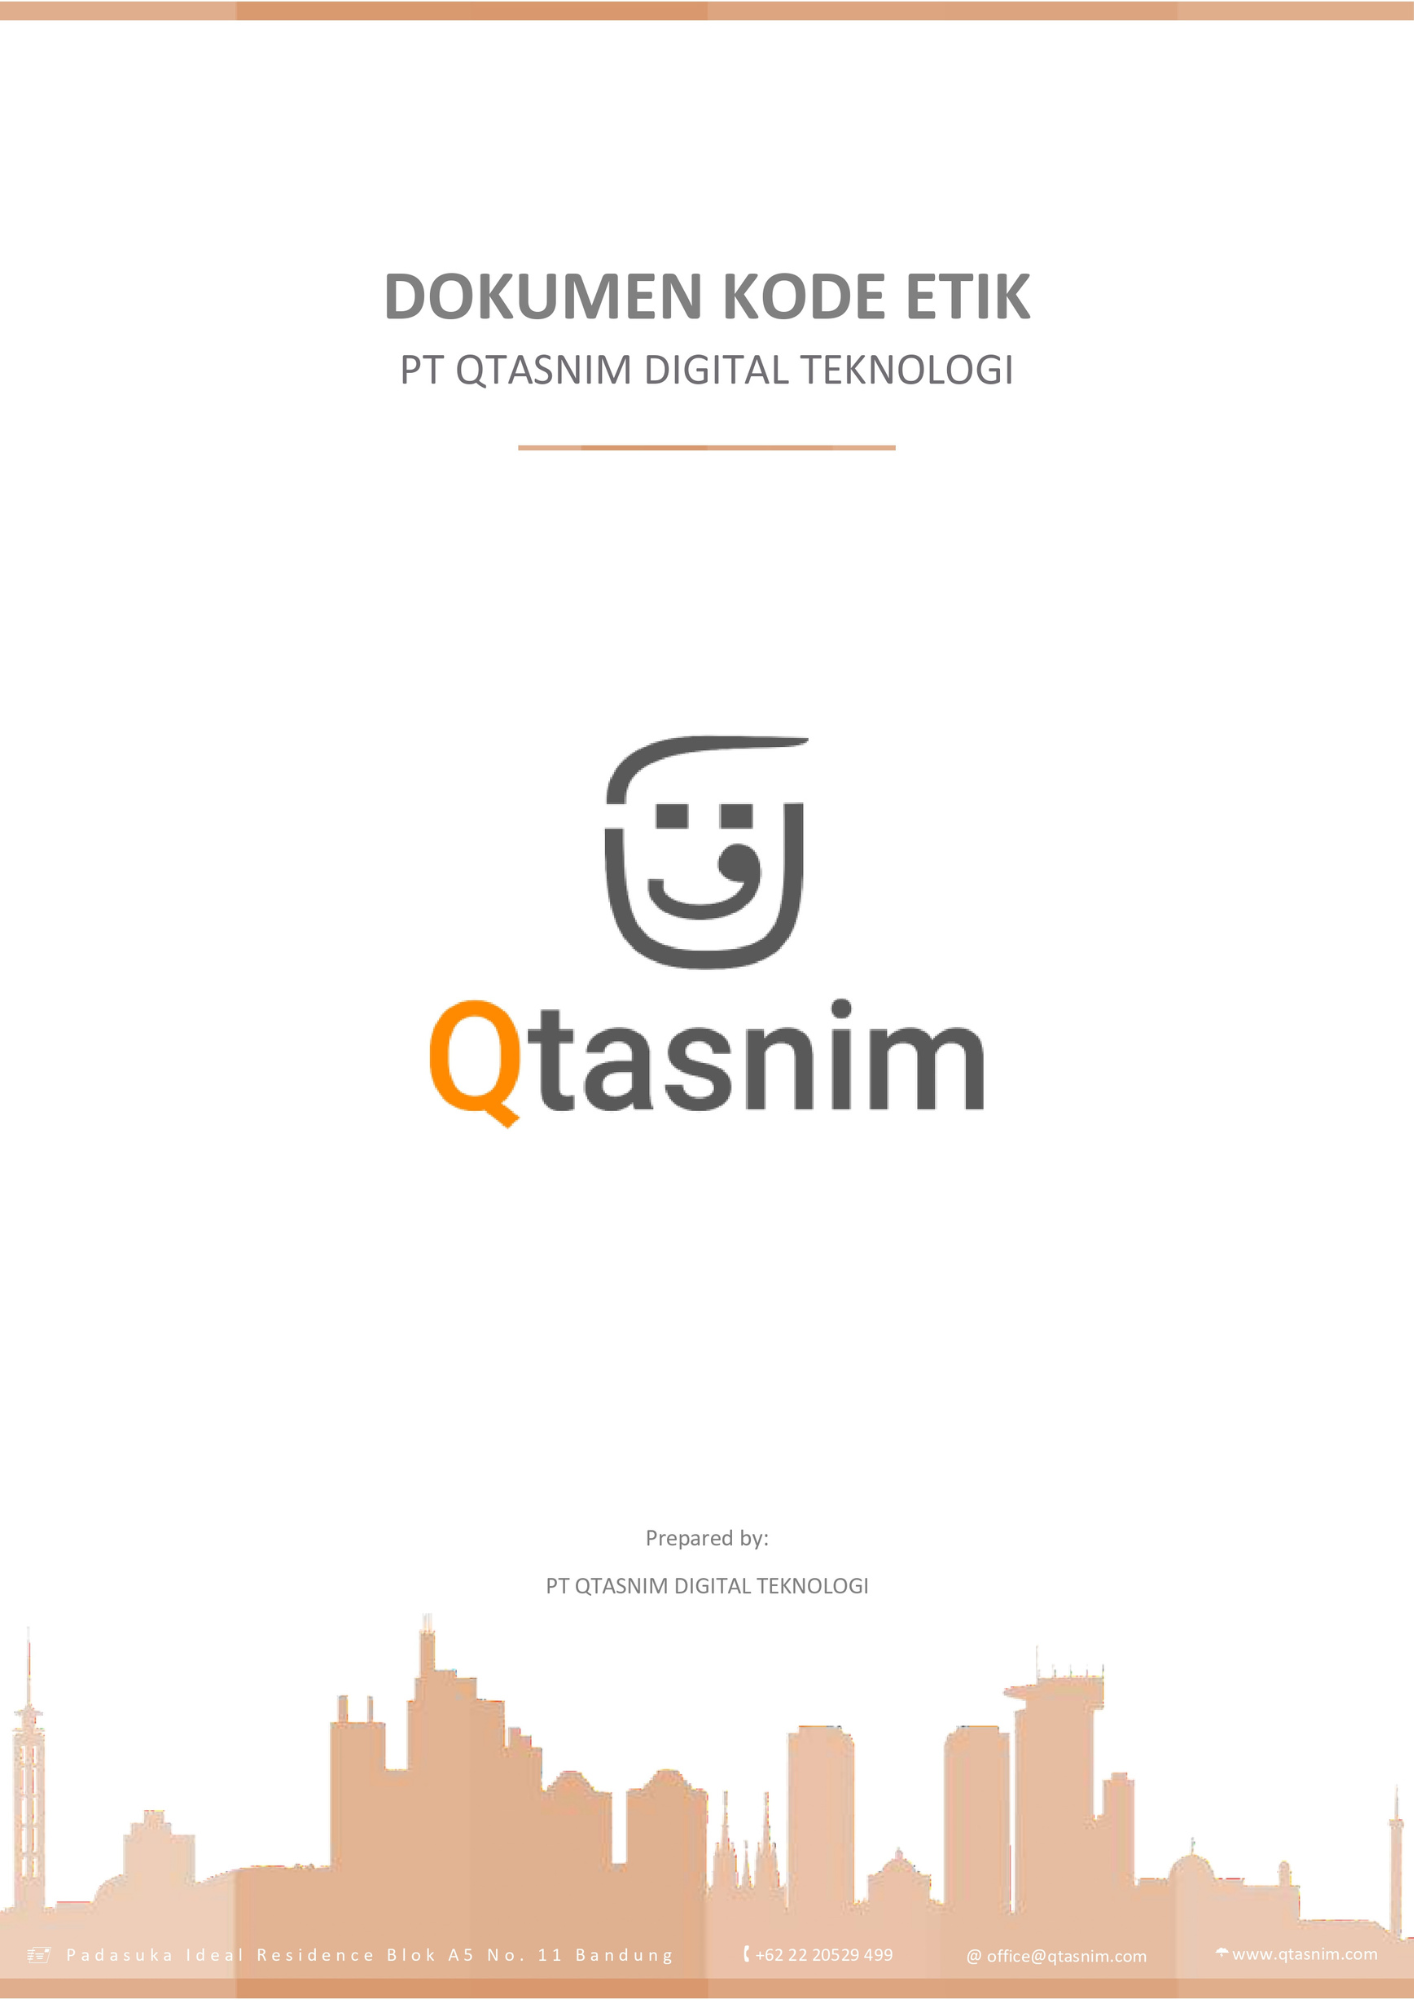 DOKUMEN KODE ETIK
PT QTASNIM DIGITAL TEKNOLOGI
Qtasnim
Prepared by:
PT QTASNIM DIGITAL TEKNOLOGI
Padasuka Ideal Residence Blok A5 No. 11 Bandung +62 22 20529 499 @ office@qtasnim.com www.qtasnim.com